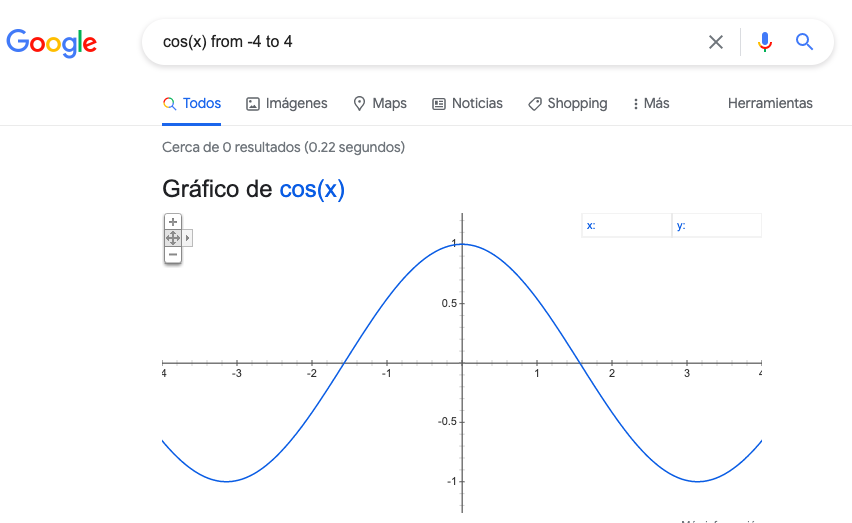 Google
cos(x) from -4 to 4
Todos Imágenes Maps Noticias Shopping Más Herramientas
Cerca de 0 resultados (0.22 segundos)
Gráfico de cos(x)
x: y:
1
0.5
4 -3 -2 -1 1 2 3 4
-0.5
-1